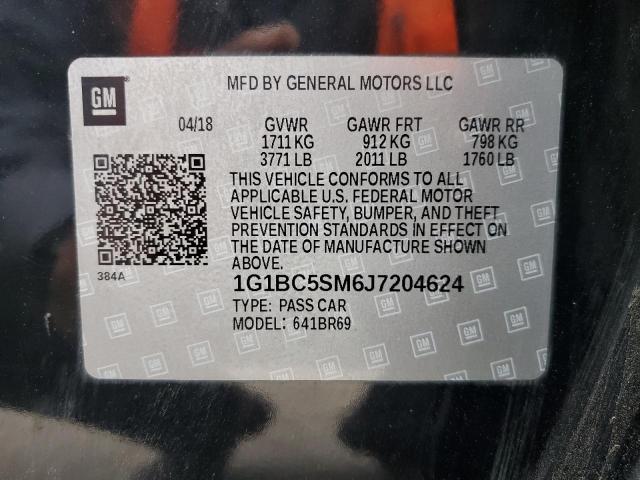 GM
MFD BY GENERAL MOTORS LLC
04/18 GVWR GAWR FRT GAWR RR
1711 KG 912 KG 798 KG
3771 LB 2011 LB 1760 LB
THIS VEHICLE CONFORMS TO ALL
APPLICABLE U.S. FEDERAL MOTOR
VEHICLE SAFETY, BUMPER, AND THEFT
PREVENTION STANDARDS IN EFFECT ON
THE DATE OF MANUFACTURE SHOWN
ABOVE.
384A
1G1BC5SM6J7204624
TYPE: PASS CAR
MODEL: 641BR69